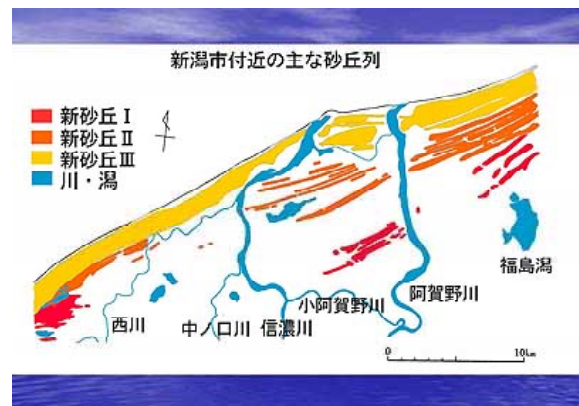 新潟市付近の主な砂丘列
新砂丘Ⅰ
新砂丘Ⅱ
新砂丘Ⅲ
川・潟
福島潟
阿賀野川
小阿賀野川
西川
中ノ口川
信濃川
0
10km